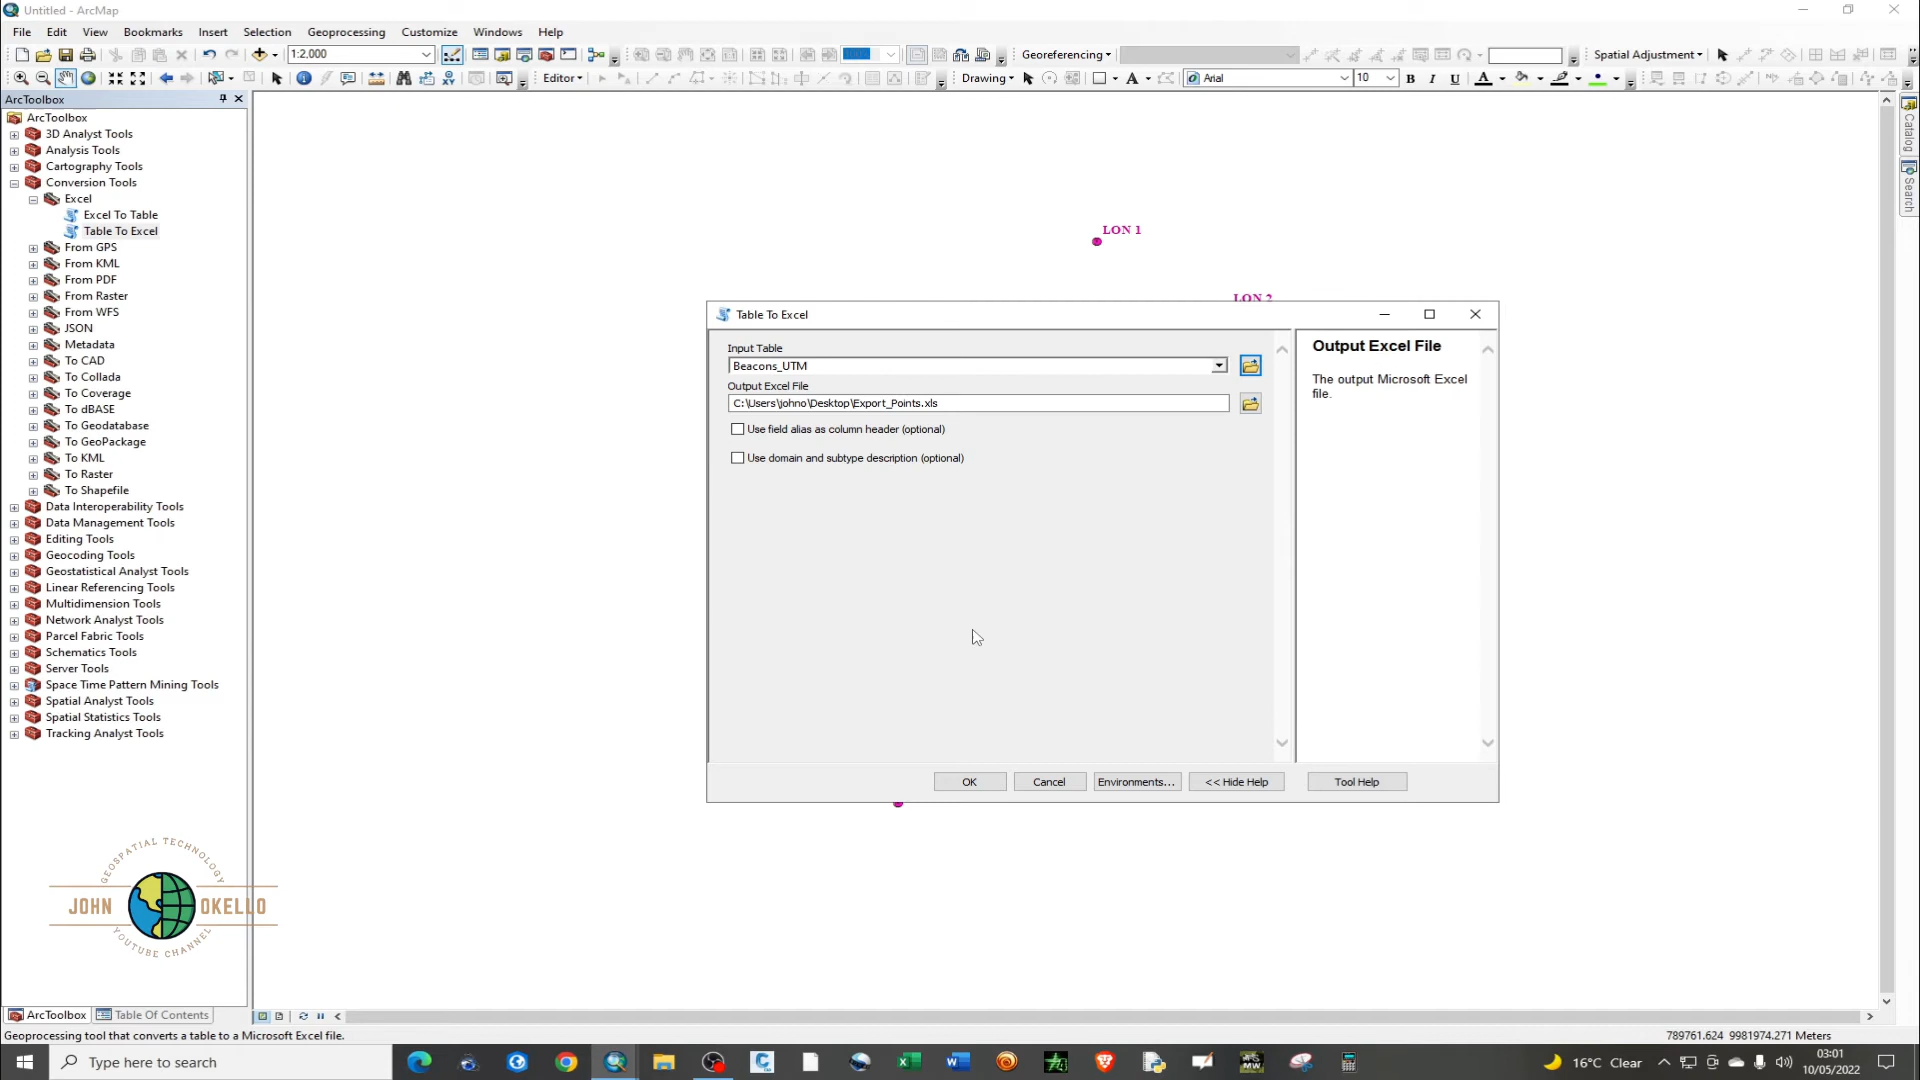 Untitled - ArcMap
File Edit View Bookmarks Insert Selection Geoprocessing Customize Windows Help
1:2,000 Georeferencing Spatial Adjustment
Editor Drawing Arial 10 B I U A
ArcToolbox
ArcToolbox
3D Analyst Tools
Analysis Tools
Cartography Tools
Conversion Tools
Excel
Excel To Table
Table To Excel
From GPS
From KML
From PDF
From Raster
From WFS
JSON
Metadata
To CAD
To Collada
To Coverage
To dBASE
To Geodatabase
To GeoPackage
To KML
To Raster
To Shapefile
Data Interoperability Tools
Data Management Tools
Editing Tools
Geocoding Tools
Geostatistical Analyst Tools
Linear Referencing Tools
Multidimension Tools
Network Analyst Tools
Parcel Fabric Tools
Schematics Tools
Server Tools
Space Time Pattern Mining Tools
Spatial Analyst Tools
Spatial Statistics Tools
Tracking Analyst Tools
LON 1
LON 2
Table To Excel
Input Table
Beacons_UTM
Output Excel File
C:\Users\johno\Desktop\Export_Points.xls
Use field alias as column header (optional)
Use domain and subtype description (optional)
Output Excel File
The output Microsoft Excel
file.
OK Cancel Environments... << Hide Help Tool Help
Catalog
Search
GEOSPATIAL TECHNOLOGY
JOHN OKELLO
YOUTUBE CHANNEL
ArcToolbox Table Of Contents
Geoprocessing tool that converts a table to a Microsoft Excel file.
789761.624 9981974.271 Meters
Type here to search
16°C Clear
03:01
10/05/2022